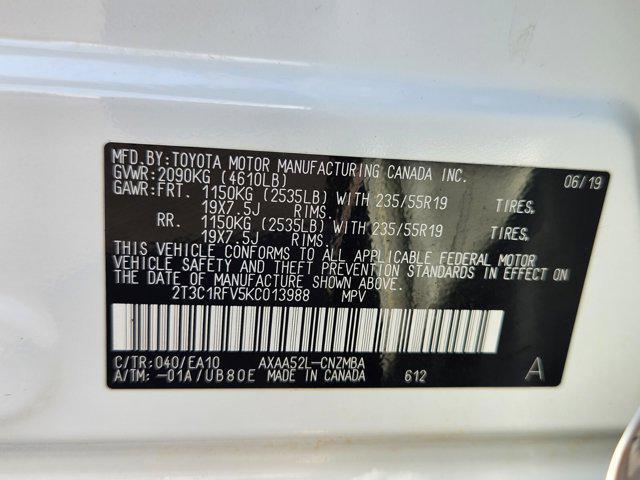 MFD.BY:TOYOTA MOTOR MANUFACTURING CANADA INC. 06/19
GVWR:2090KG (4610LB)
GAWR:FRT. 1150KG (2535LB) WITH 235/55R19 TIRES,
19X7.5J RIMS.
RR. 1150KG (2535LB) WITH 235/55R19 TIRES,
19X7.5J RIMS.
THIS VEHICLE CONFORMS TO ALL APPLICABLE FEDERAL MOTOR
VEHICLE SAFETY AND THEFT PREVENTION STANDARDS IN EFFECT ON
THE DATE OF MANUFACTURE SHOWN ABOVE.
2T3C1RFV5KC013988 MPV
C/TR:040/EA10 AXAA52L-CNZMBA
A/TM: -01A/UB80E MADE IN CANADA 612 A